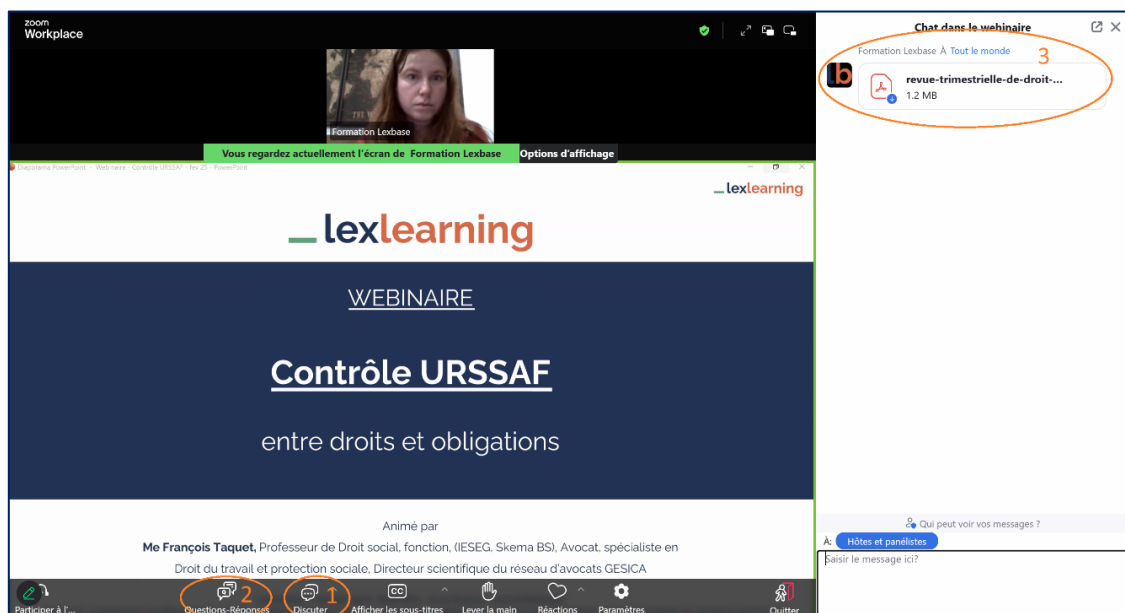 zoom
Workplace
Formation Lexbase
Vous regardez actuellement l'écran de Formation Lexbase
Options d'affichage
Diaporama PowerPoint - Webinaire - Contrôle URSSAF - fev 25 - PowerPoint
_lexlearning
_lexlearning
WEBINAIRE
Contrôle URSSAF
entre droits et obligations
Animé par
Me François Taquet, Professeur de Droit social, fonction, (IESEG, Skema BS), Avocat, spécialiste en
Droit du travail et protection sociale, Directeur scientifique du réseau d'avocats GESICA
Participer à l'...
Questions-Réponses
2
Discuter
1
CC
Afficher les sous-titres
Lever la main
Réactions
Paramètres
Quitter
Chat dans le webinaire
Formation Lexbase À Tout le monde
3
lb
revue-trimestrielle-de-droit-...
1.2 MB
Qui peut voir vos messages ?
À: Hôtes et panélistes
Saisir le message ici?